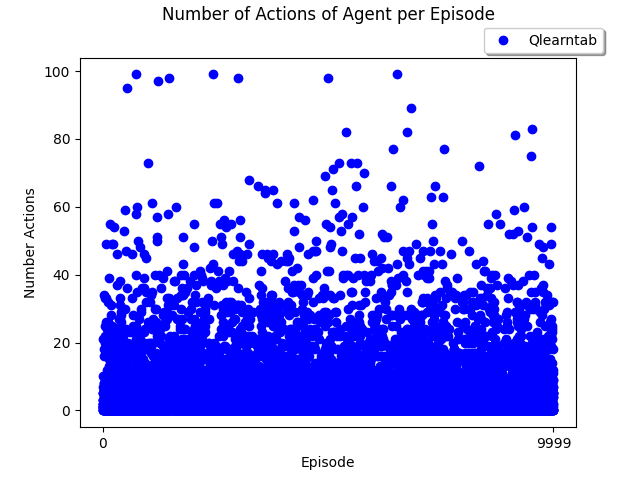 Number of Actions of Agent per Episode
Qlearntab
100
80
60
40
20
0
Number Actions
0
9999
Episode